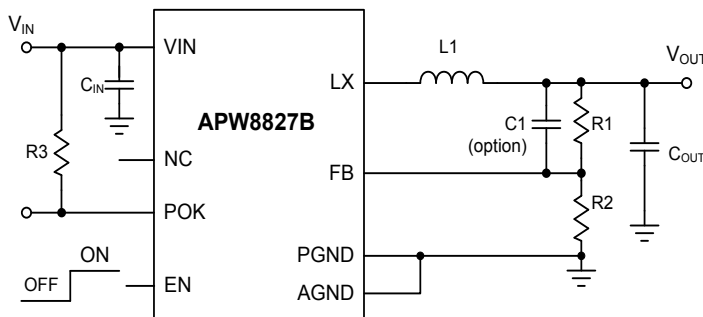 VIN
VIN
CIN
R3
NC
POK
OFF
ON
EN
APW8827B
LX
FB
PGND
AGND
L1
C1
(option)
R1
R2
VOUT
COUT